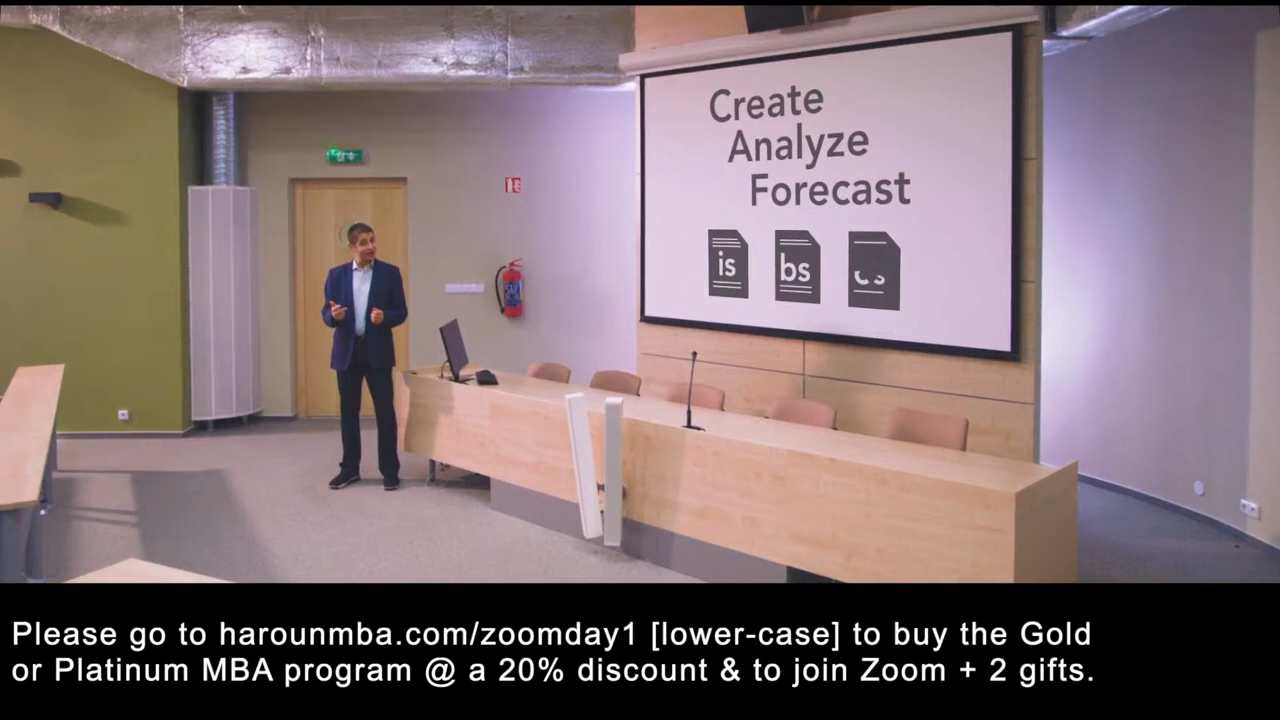 Create
Analyze
Forecast
is bs cs
Please go to harounmba.com/zoomday1 [lower-case] to buy the Gold
or Platinum MBA program @ a 20% discount & to join Zoom + 2 gifts.